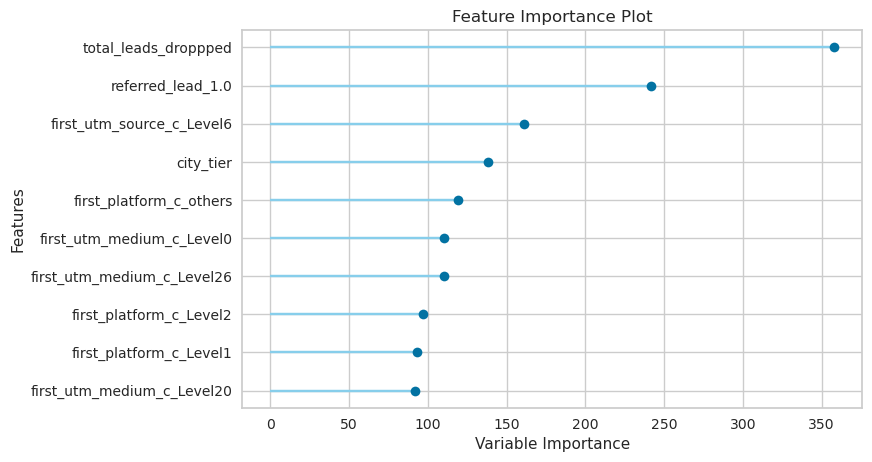 Feature Importance Plot
total_leads_droppped
referred_lead_1.0
first_utm_source_c_Level6
city_tier
first_platform_c_others
first_utm_medium_c_Level0
first_utm_medium_c_Level26
first_platform_c_Level2
first_platform_c_Level1
first_utm_medium_c_Level20
Features
0 50 100 150 200 250 300 350
Variable Importance